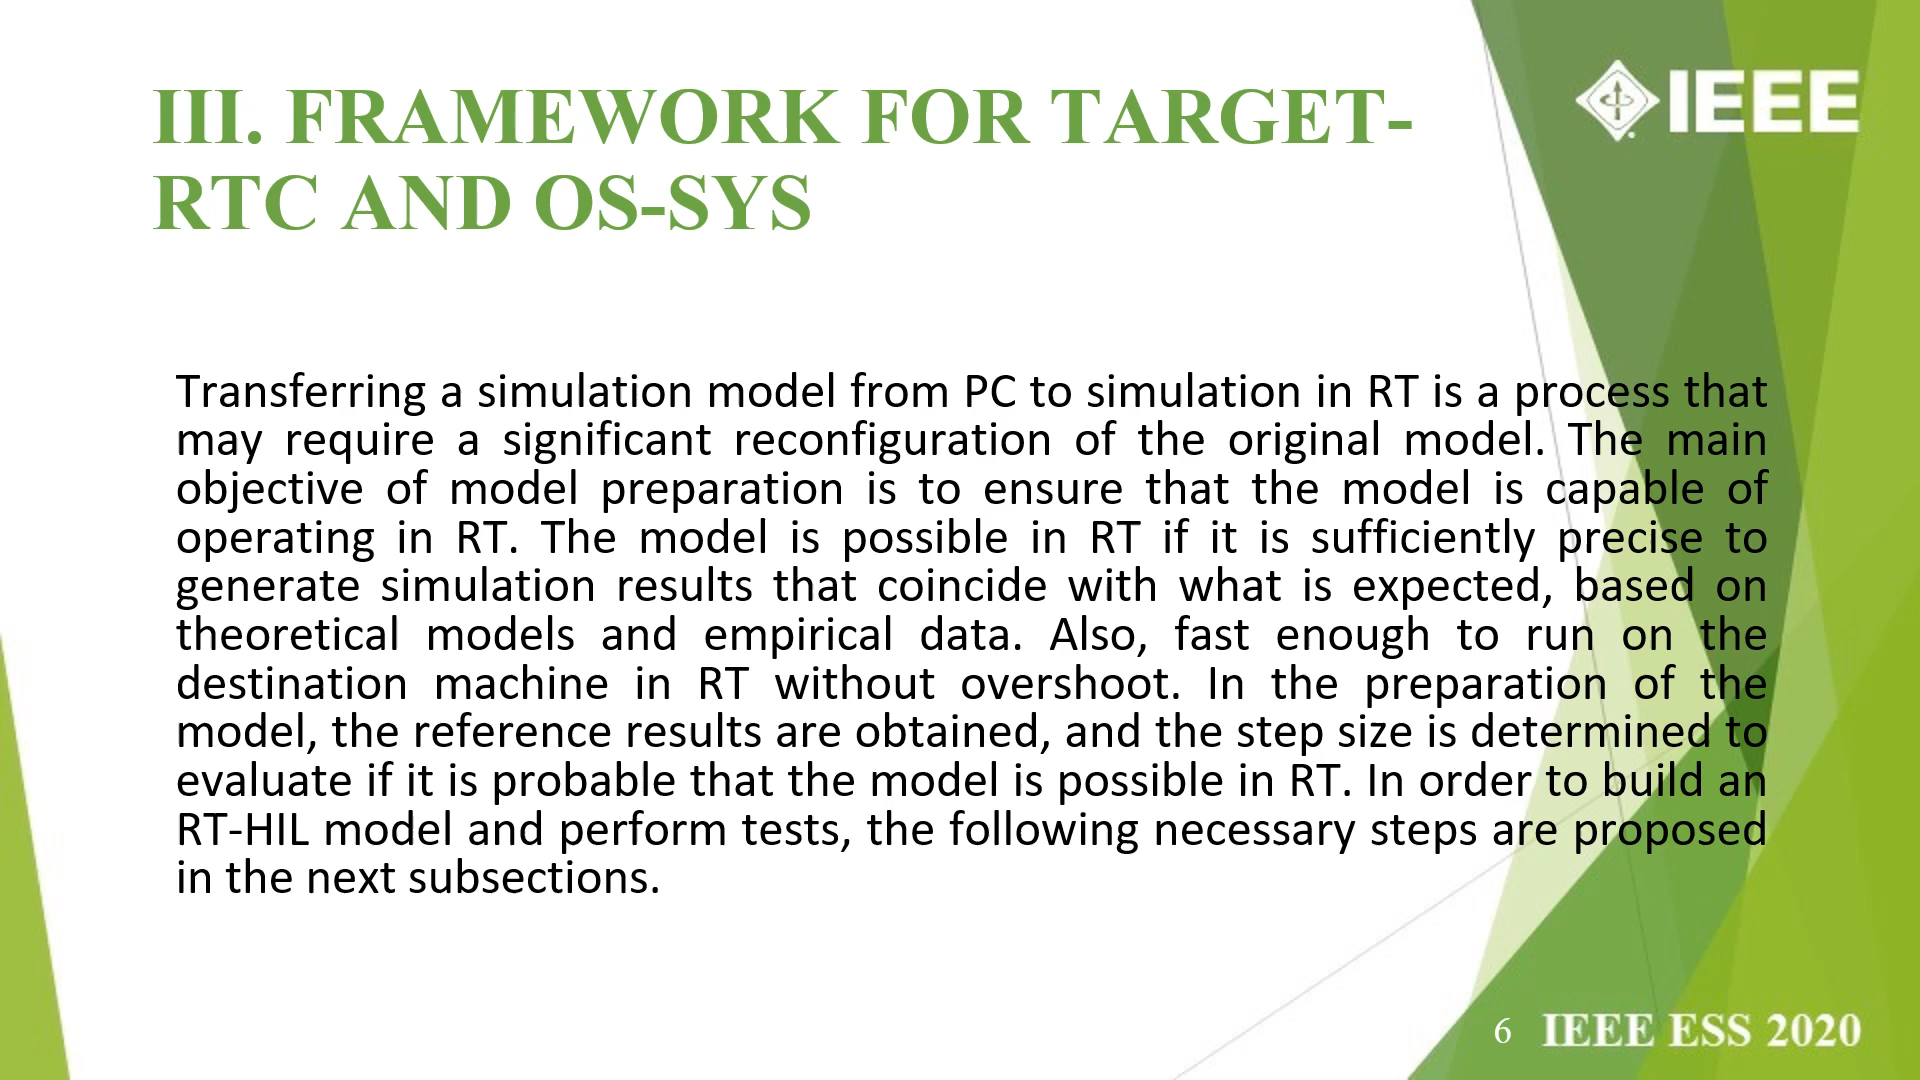 IEEE
III. FRAMEWORK FOR TARGET-
RTC AND OS-SYS
Transferring a simulation model from PC to simulation in RT is a process that
may require a significant reconfiguration of the original model. The main
objective of model preparation is to ensure that the model is capable of
operating in RT. The model is possible in RT if it is sufficiently precise to
generate simulation results that coincide with what is expected, based on
theoretical models and empirical data. Also, fast enough to run on the
destination machine in RT without overshoot. In the preparation of the
model, the reference results are obtained, and the step size is determined to
evaluate if it is probable that the model is possible in RT. In order to build an
RT-HIL model and perform tests, the following necessary steps are proposed
in the next subsections.
6 IEEE ESS 2020